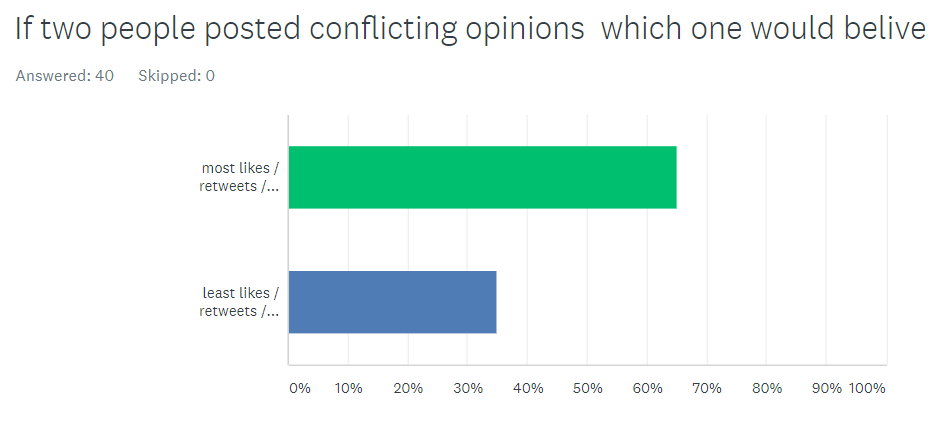 If two people posted conflicting opinions  which one would belive
Answered: 40 Skipped: 0
most likes /
retweets /...
least likes /
retweets /...
0% 10% 20% 30% 40% 50% 60% 70% 80% 90% 100%